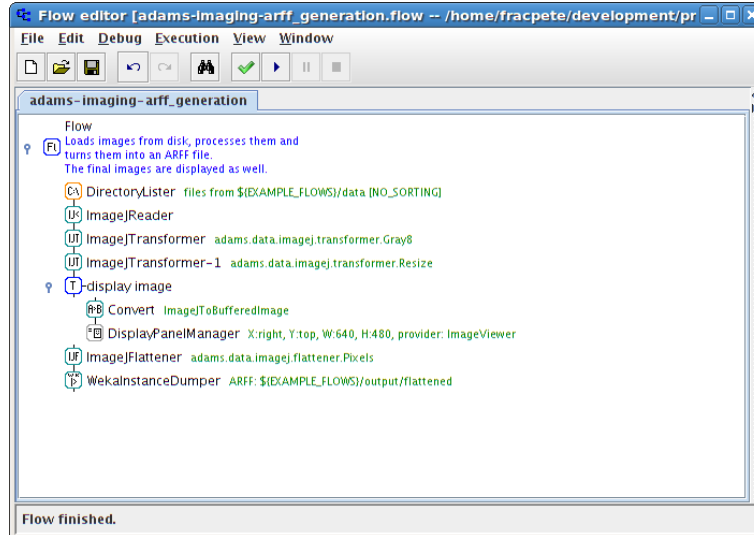 Flow editor [adams-imaging-arff_generation.flow -- /home/fracpete/development/pr
File Edit Debug Execution View Window
adams-imaging-arff_generation
Flow
Loads images from disk, processes them and
turns them into an ARFF file.
The final images are displayed as well.
DirectoryLister files from ${EXAMPLE_FLOWS}/data [NO_SORTING]
ImageJReader
ImageJTransformer adams.data.imagej.transformer.Gray8
ImageJTransformer-1 adams.data.imagej.transformer.Resize
T display image
Convert ImageJToBufferedImage
DisplayPanelManager X:right, Y:top, W:640, H:480, provider: ImageViewer
ImageJFlattener adams.data.imagej.flattener.Pixels
WekaInstanceDumper ARFF: ${EXAMPLE_FLOWS}/output/flattened
Flow finished.